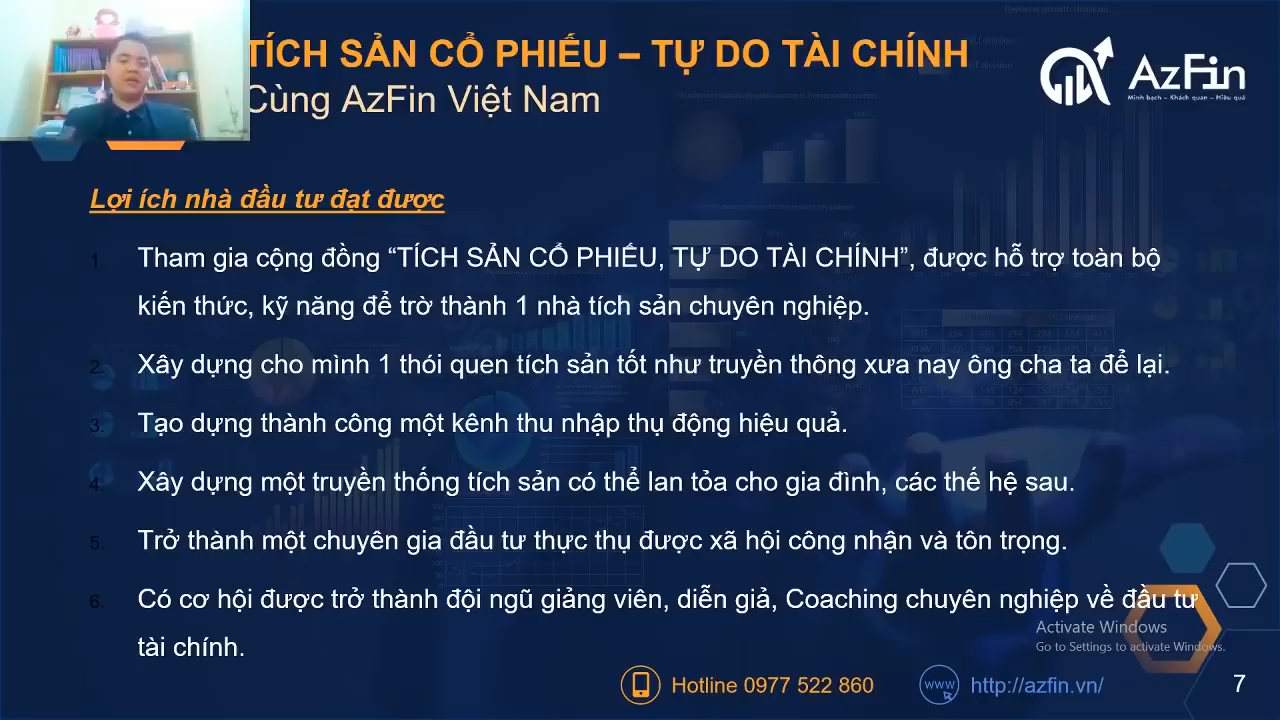 TÍCH SẢN CỔ PHIẾU – TỰ DO TÀI CHÍNH
Cùng AzFin Việt Nam
AzFin
Minh bạch – Khách quan – Hiệu quả
Lợi ích nhà đầu tư đạt được
1. Tham gia cộng đồng “TÍCH SẢN CỔ PHIẾU, TỰ DO TÀI CHÍNH”, được hỗ trợ toàn bộ
kiến thức, kỹ năng để trờ thành 1 nhà tích sản chuyên nghiệp.
2. Xây dựng cho mình 1 thói quen tích sản tốt như truyền thông xưa nay ông cha ta để lại.
3. Tạo dựng thành công một kênh thu nhập thụ động hiệu quả.
4. Xây dựng một truyền thống tích sản có thể lan tỏa cho gia đình, các thế hệ sau.
5. Trở thành một chuyên gia đầu tư thực thụ được xã hội công nhận và tôn trọng.
6. Có cơ hội được trở thành đội ngũ giảng viên, diễn giả, Coaching chuyên nghiệp về đầu tư
tài chính.
Activate Windows
Go to Settings to activate Windows.
Hotline 0977 522 860
www
http://azfin.vn/
7